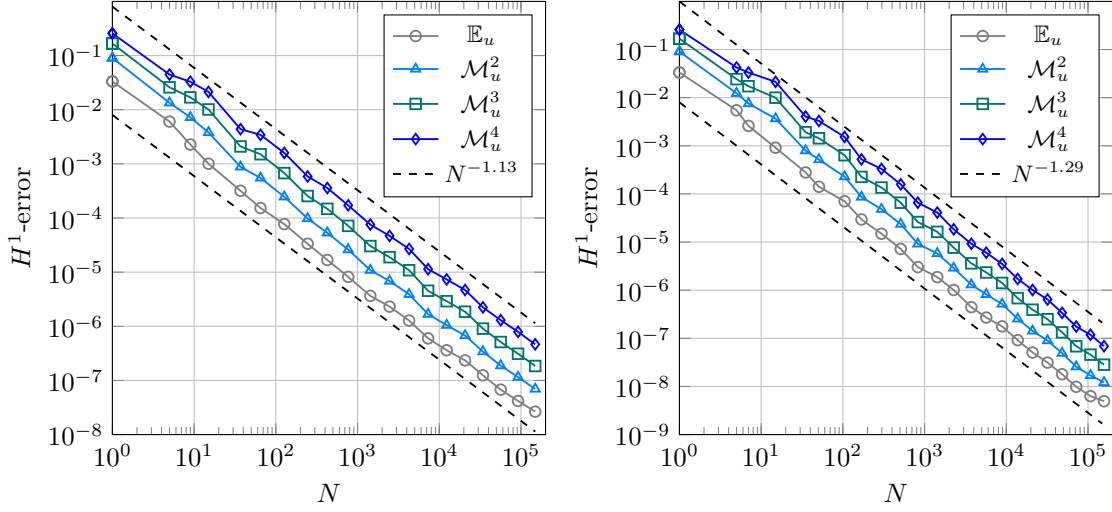 10^{-1}
10^{-2}
10^{-3}
10^{-4}
10^{-5}
10^{-6}
10^{-7}
10^{-8}
H^1-error
10^0
10^1
10^2
10^3
10^4
10^5
N
𝔼_u
ℳ_u^2
ℳ_u^3
ℳ_u^4
N^{-1.13}
10^{-1}
10^{-2}
10^{-3}
10^{-4}
10^{-5}
10^{-6}
10^{-7}
10^{-8}
10^{-9}
H^1-error
10^0
10^1
10^2
10^3
10^4
10^5
N
𝔼_u
ℳ_u^2
ℳ_u^3
ℳ_u^4
N^{-1.29}